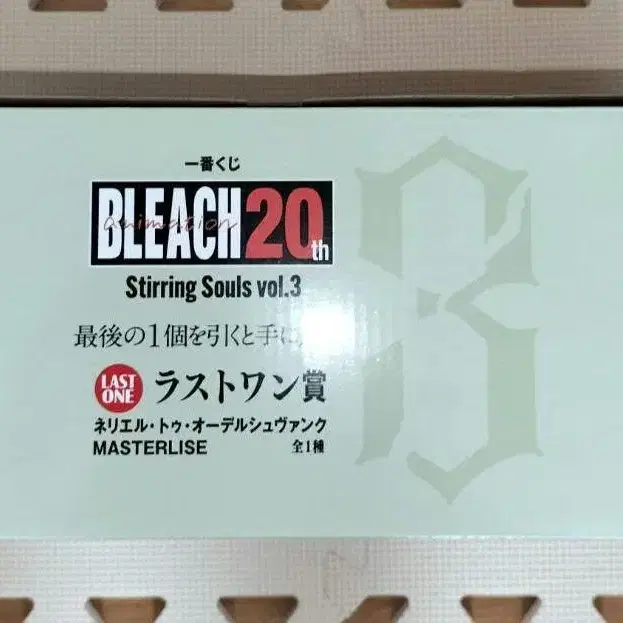 一番くじ
BLEACH 20th
Animation
Stirring Souls vol.3
最後の1個を引くと手に
LAST ONE ラストワン賞
ネリエル・トゥ・オーデルシュヴァンク
MASTERLISE 全1種